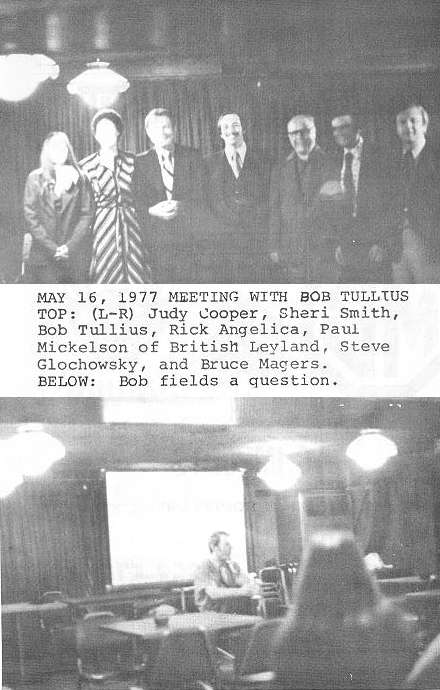 MAY 16, 1977 MEETING WITH BOB TULLIUS
TOP: (L-R) Judy Cooper, Sheri Smith,
Bob Tullius, Rick Angelica, Paul
Mickelson of British Leyland, Steve
Glochowsky, and Bruce Magers.
BELOW: Bob fields a question.